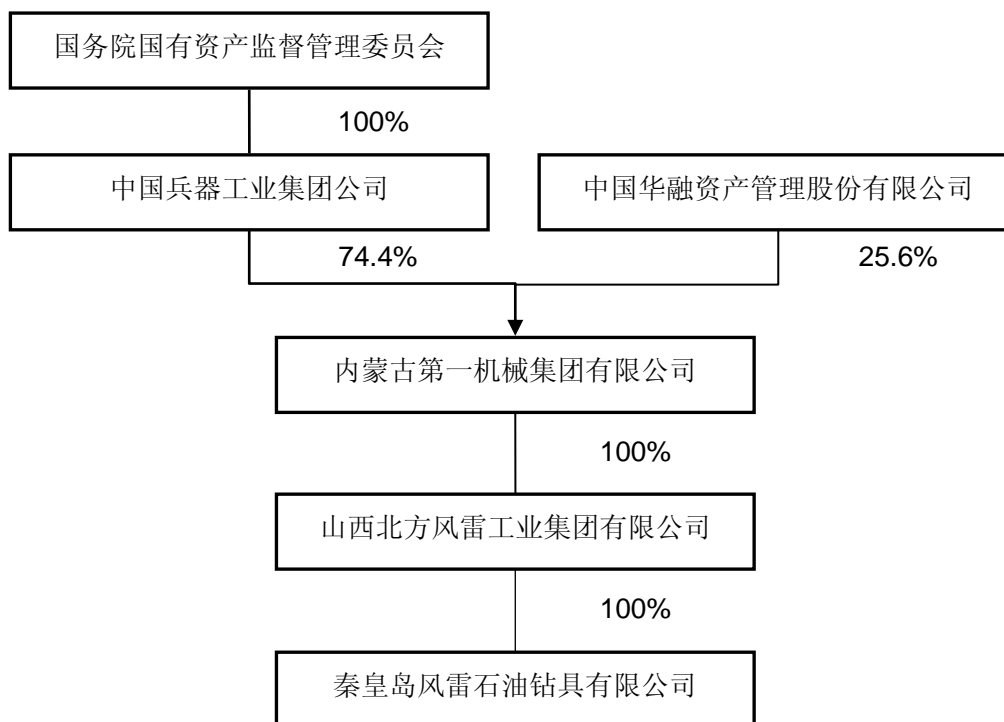 国务院国有资产监督管理委员会
100%
中国兵器工业集团公司
中国华融资产管理股份有限公司
74.4%
25.6%
内蒙古第一机械集团有限公司
100%
山西北方风雷工业集团有限公司
100%
秦皇岛风雷石油钻具有限公司